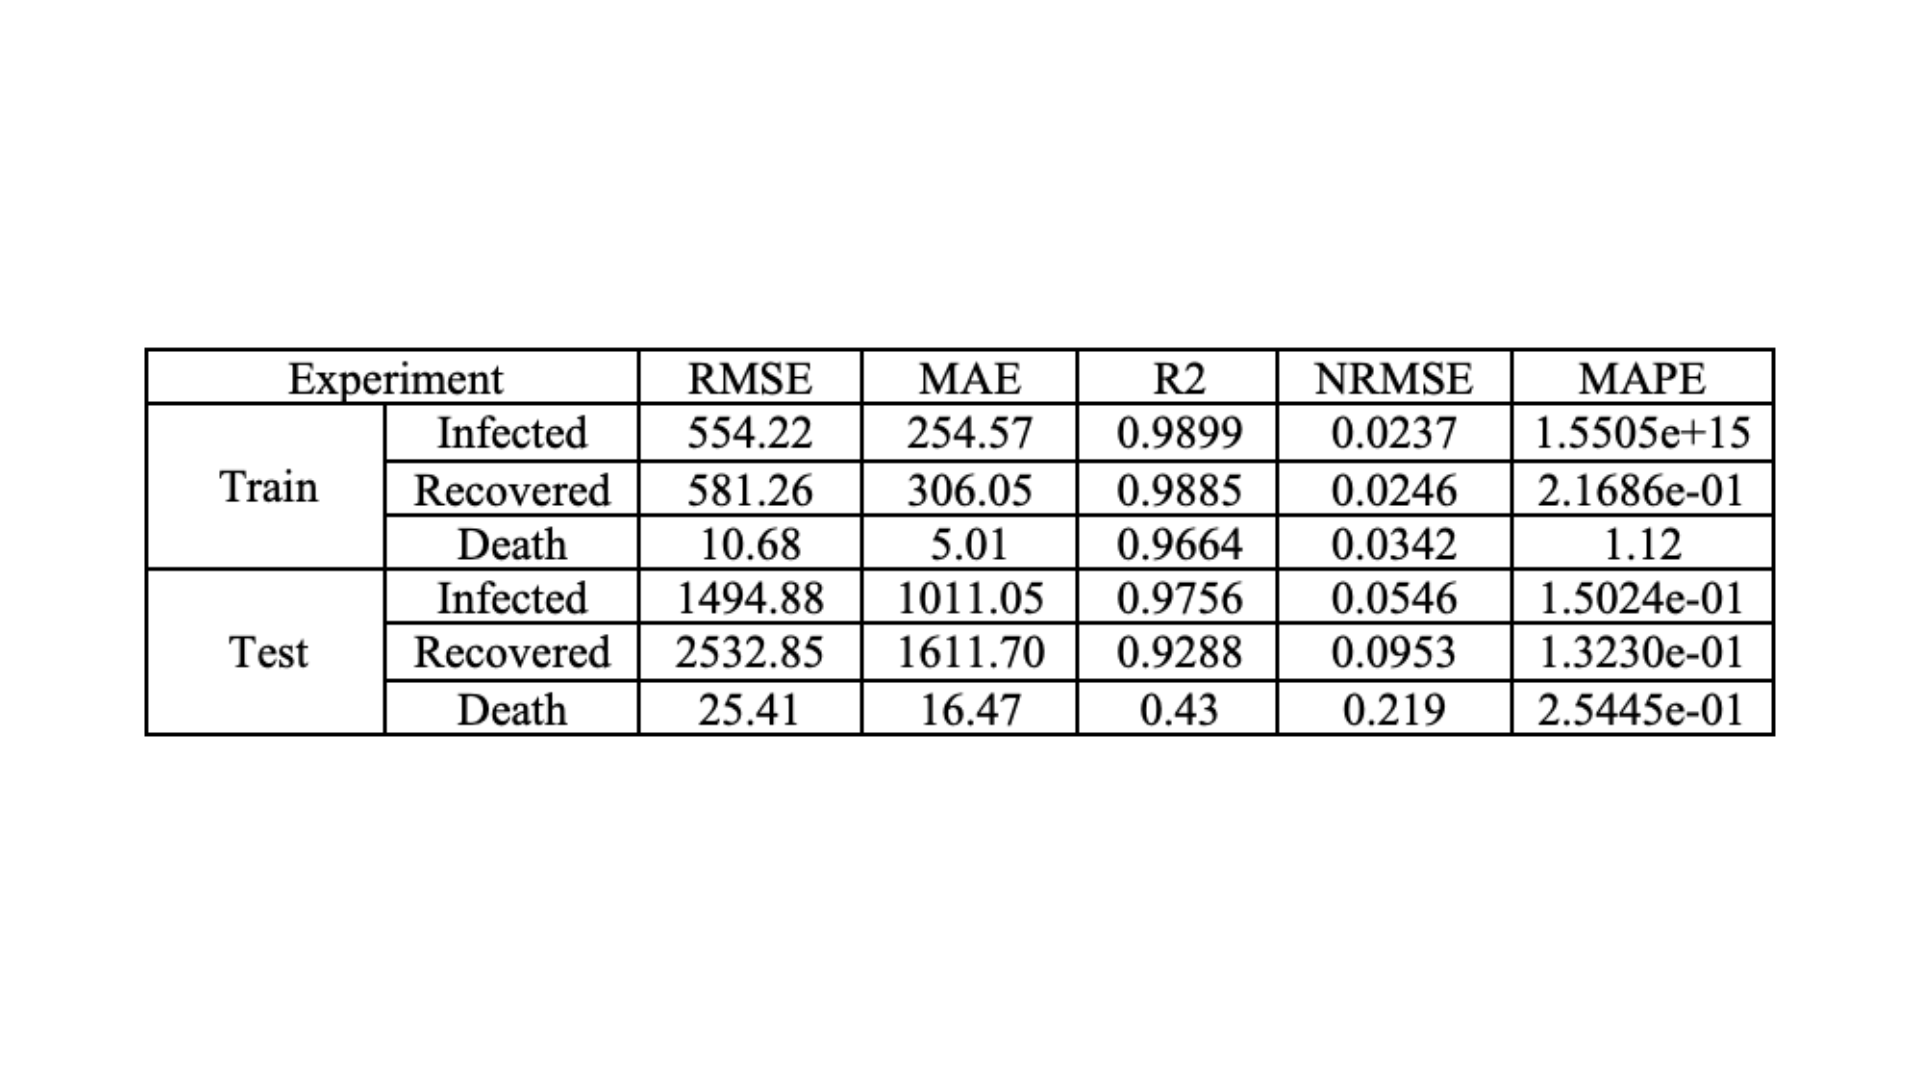 Experiment RMSE MAE R2 NRMSE MAPE
Train Infected 554.22 254.57 0.9899 0.0237 1.5505e+15
Recovered 581.26 306.05 0.9885 0.0246 2.1686e-01
Death 10.68 5.01 0.9664 0.0342 1.12
Test Infected 1494.88 1011.05 0.9756 0.0546 1.5024e-01
Recovered 2532.85 1611.70 0.9288 0.0953 1.3230e-01
Death 25.41 16.47 0.43 0.219 2.5445e-01